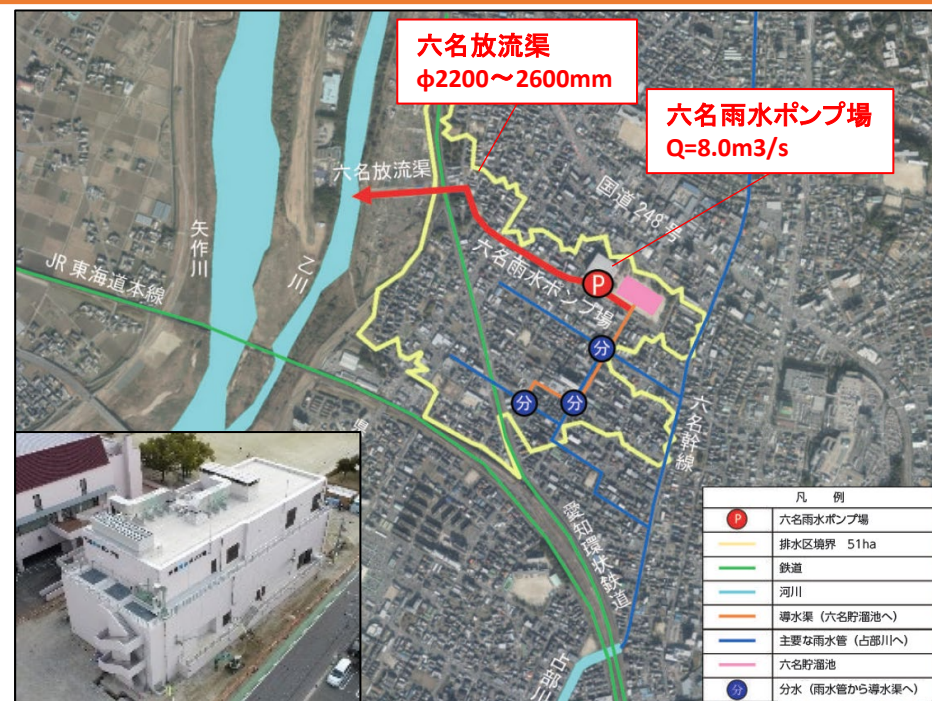 六名放流渠
φ2200～2600mm
六名雨水ポンプ場
Q=8.0m3/s
六名放流渠
国道248号
矢作川
乙川
六名雨水ポンプ場
JR東海道本線
P
分
分
分
六名幹線
愛知環状鉄道
占部川
凡 例
P 六名雨水ポンプ場
排水区境界 51ha
鉄道
河川
導水渠（六名貯溜池へ）
主要な雨水管（占部川へ）
六名貯溜池
分 分水（雨水管から導水渠へ）